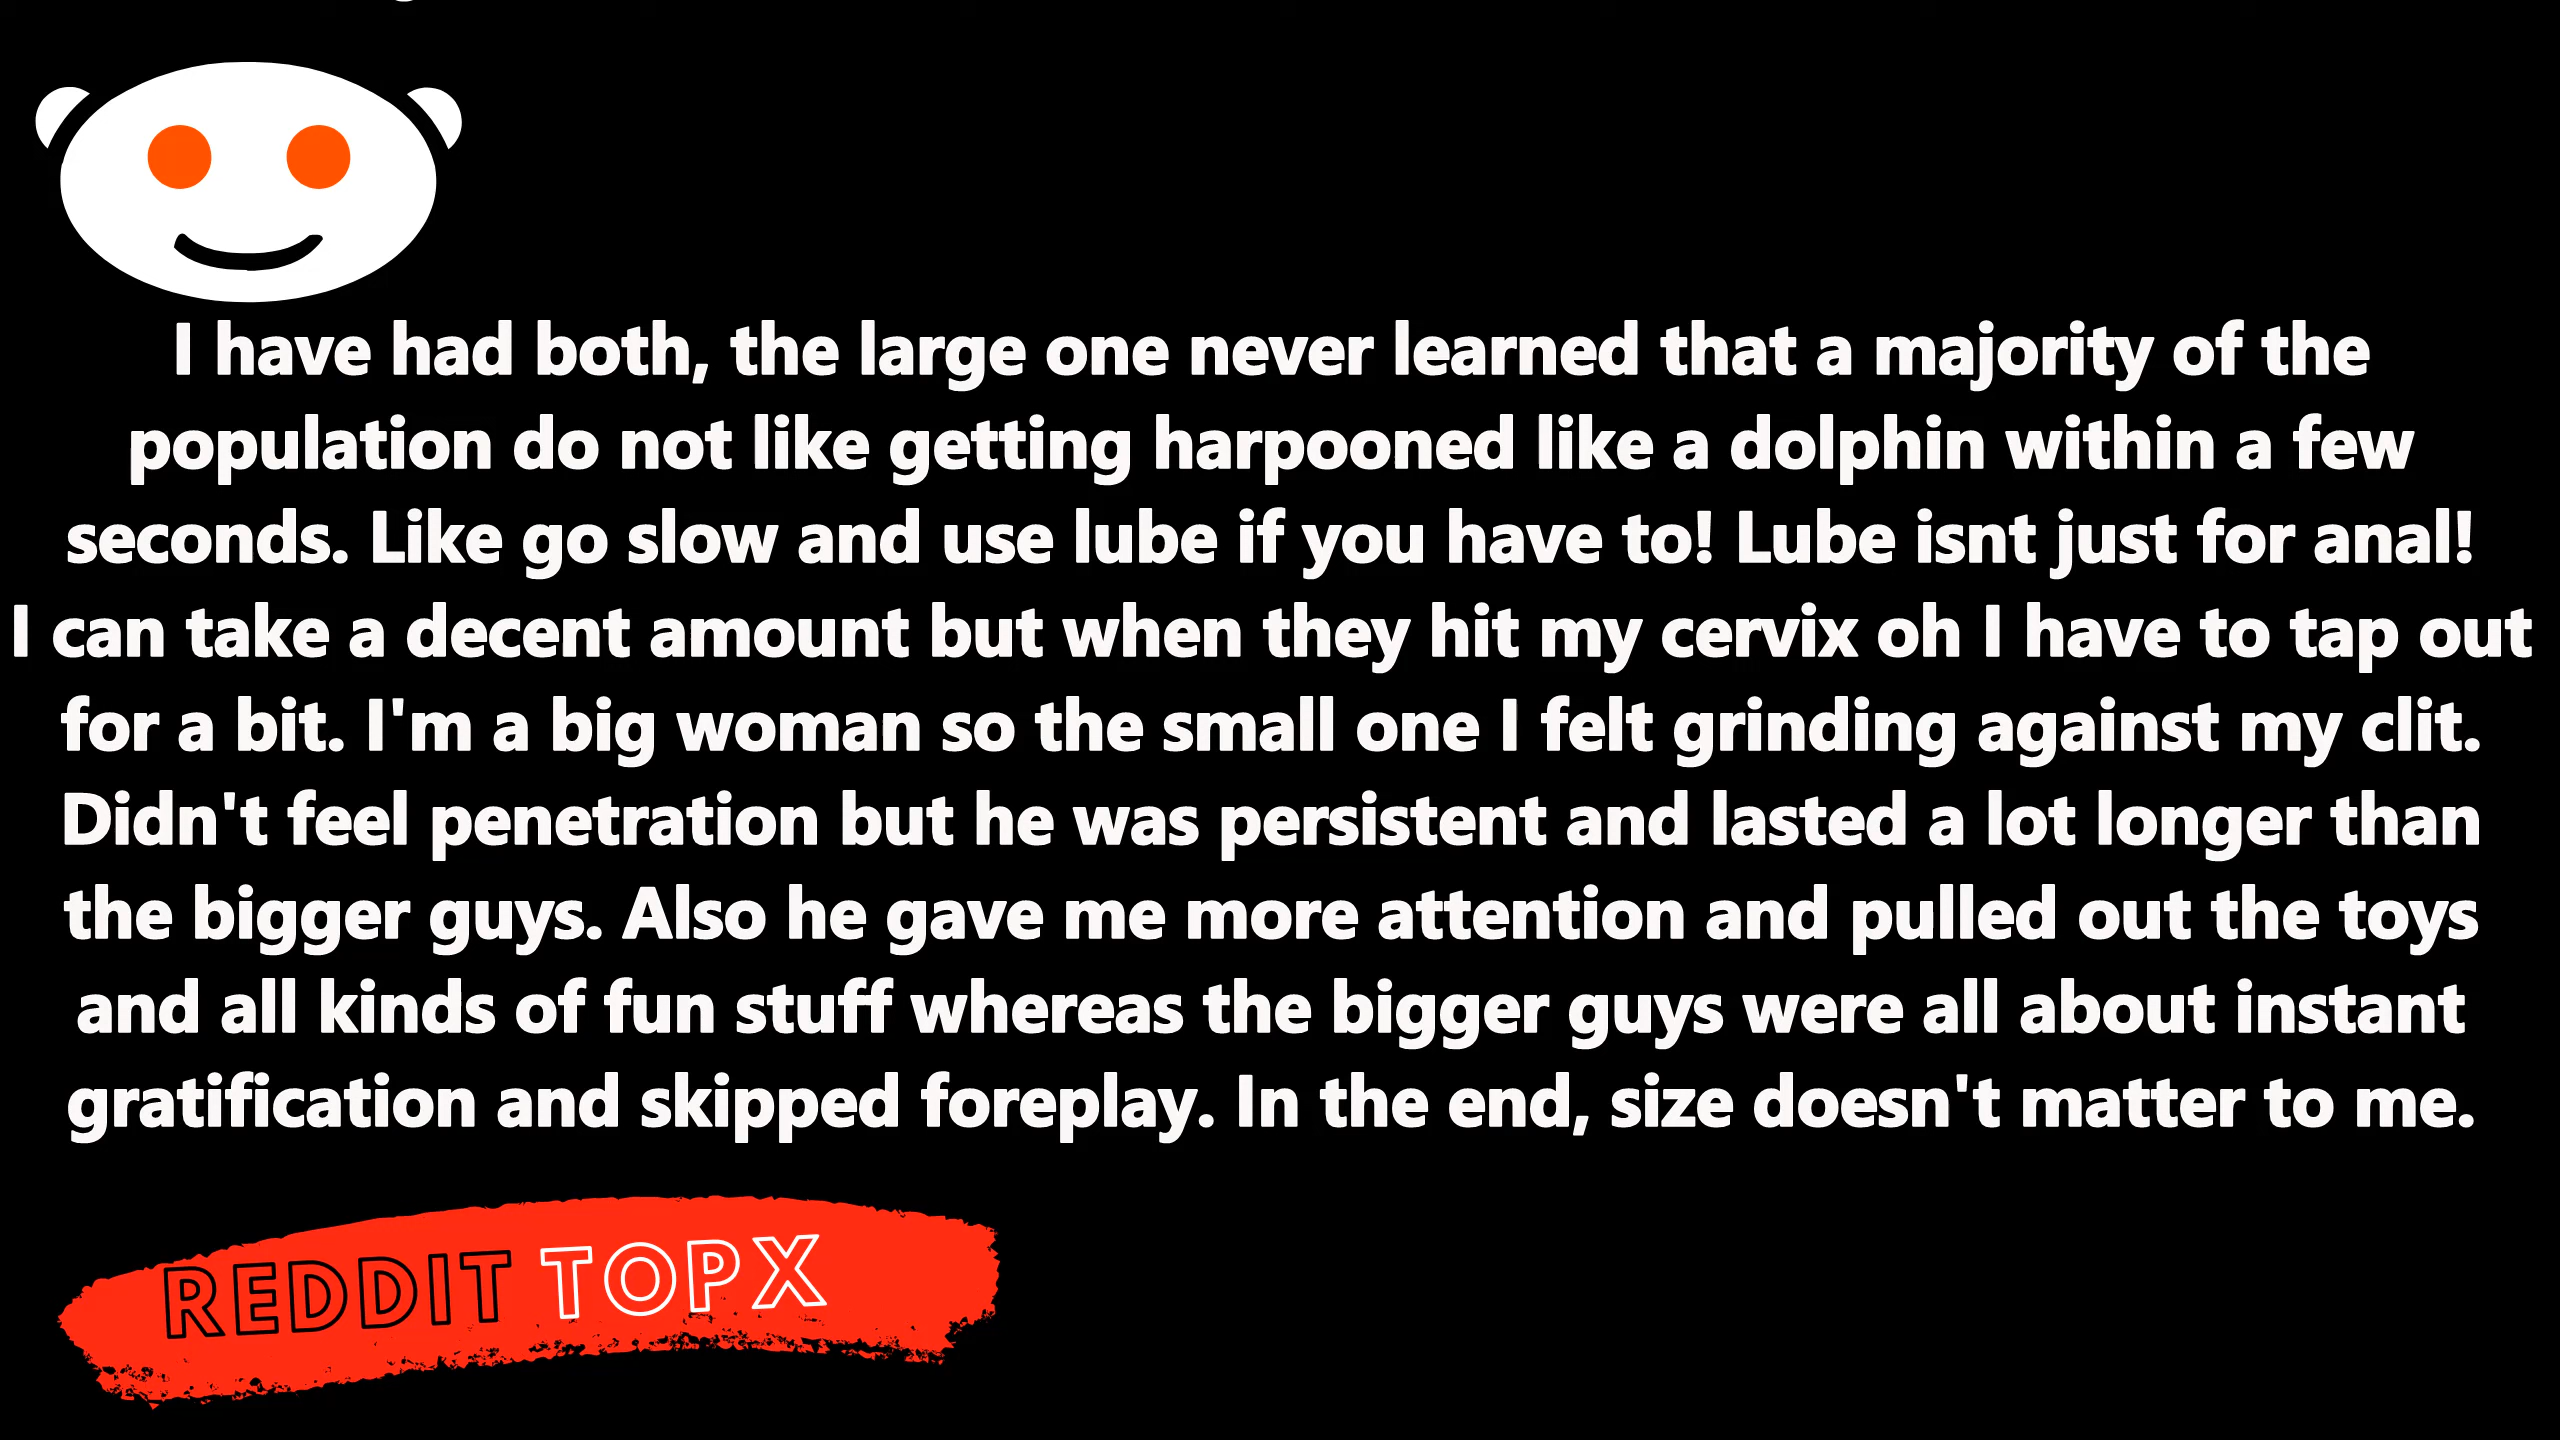 I have had both, the large one never learned that a majority of the
population do not like getting harpooned like a dolphin within a few
seconds. Like go slow and use lube if you have to! Lube isnt just for anal!
I can take a decent amount but when they hit my cervix oh I have to tap out
for a bit. I'm a big woman so the small one I felt grinding against my clit.
Didn't feel penetration but he was persistent and lasted a lot longer than
the bigger guys. Also he gave me more attention and pulled out the toys
and all kinds of fun stuff whereas the bigger guys were all about instant
gratification and skipped foreplay. In the end, size doesn't matter to me.
REDDIT TOPX